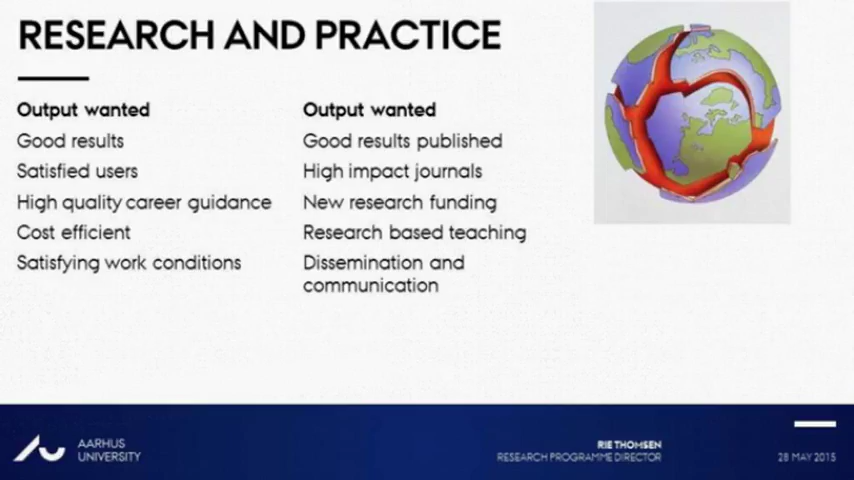 RESEARCH AND PRACTICE
Output wanted
Good results
Satisfied users
High quality career guidance
Cost efficient
Satisfying work conditions
Output wanted
Good results published
High impact journals
New research funding
Research based teaching
Dissemination and
communication
AARHUS
UNIVERSITY
RIE THOMSEN
RESEARCH PROGRAMME DIRECTOR
28 MAY 2015